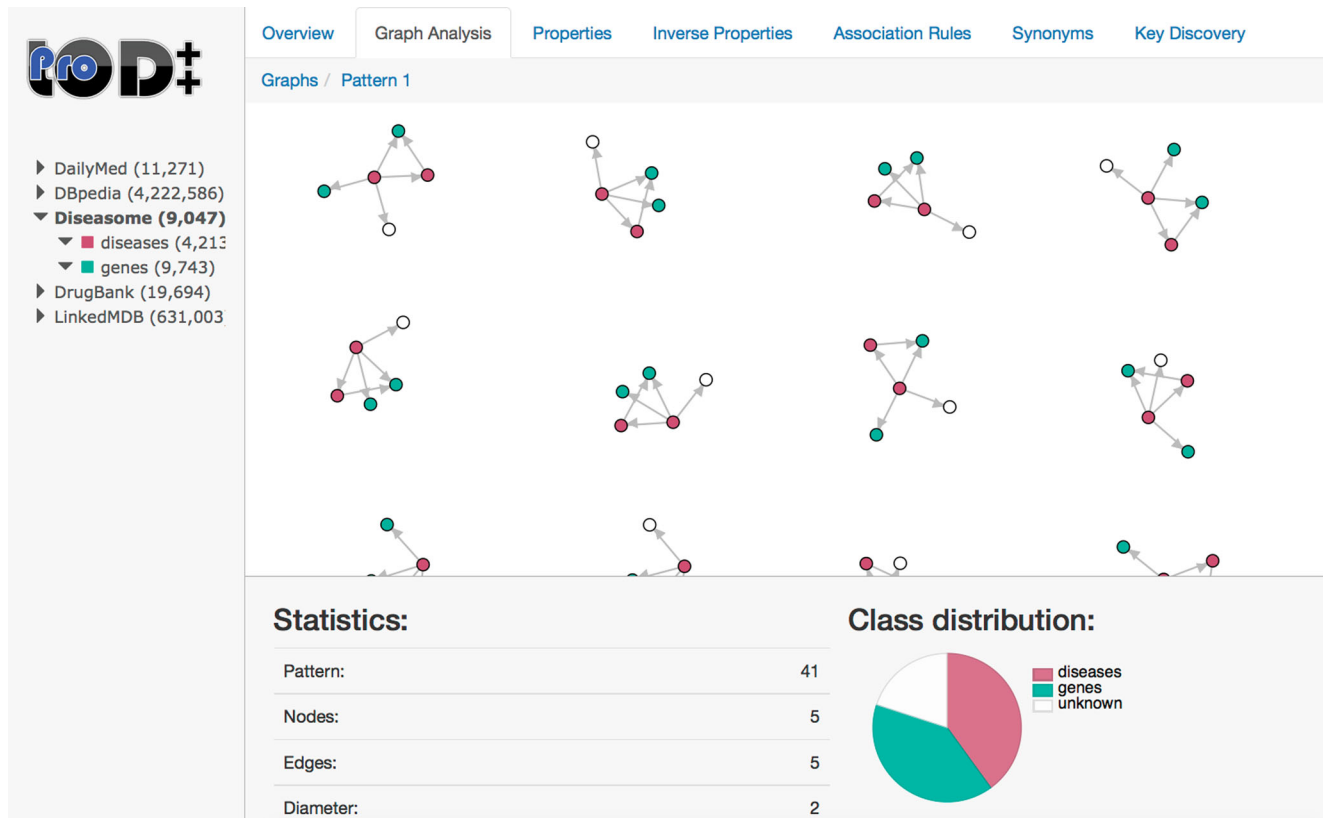 Overview Graph Analysis Properties Inverse Properties Association Rules Synonyms Key Discovery
Graphs / Pattern 1
Pro
LOD++
DailyMed (11,271)
DBpedia (4,222,586)
Diseasome (9,047)
diseases (4,213
genes (9,743)
DrugBank (19,694)
LinkedMDB (631,003)
Statistics:
Pattern: 41
Nodes: 5
Edges: 5
Diameter: 2
Class distribution:
diseases
genes
unknown